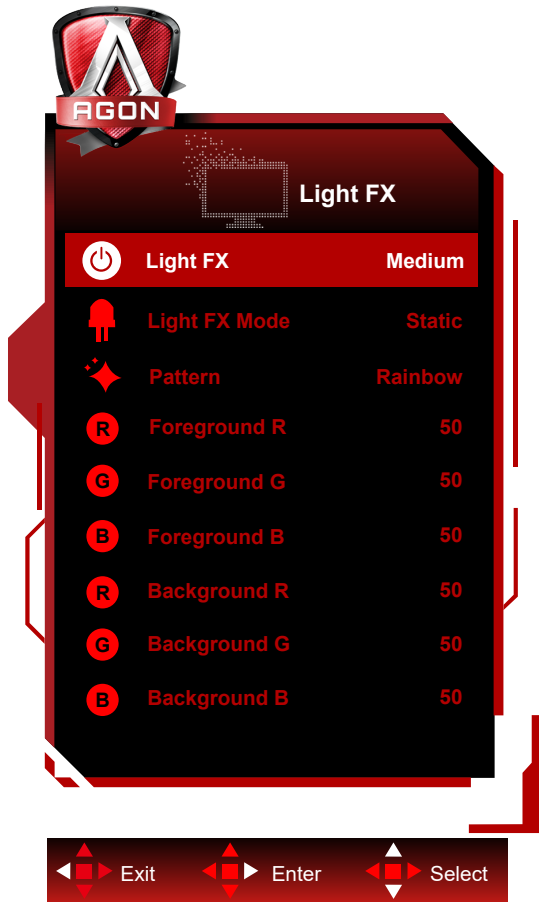 AGON
Light FX
Light FX Medium
Light FX Mode Static
Pattern Rainbow
R Foreground R 50
G Foreground G 50
B Foreground B 50
R Background R 50
G Background G 50
B Background B 50
Exit Enter Select